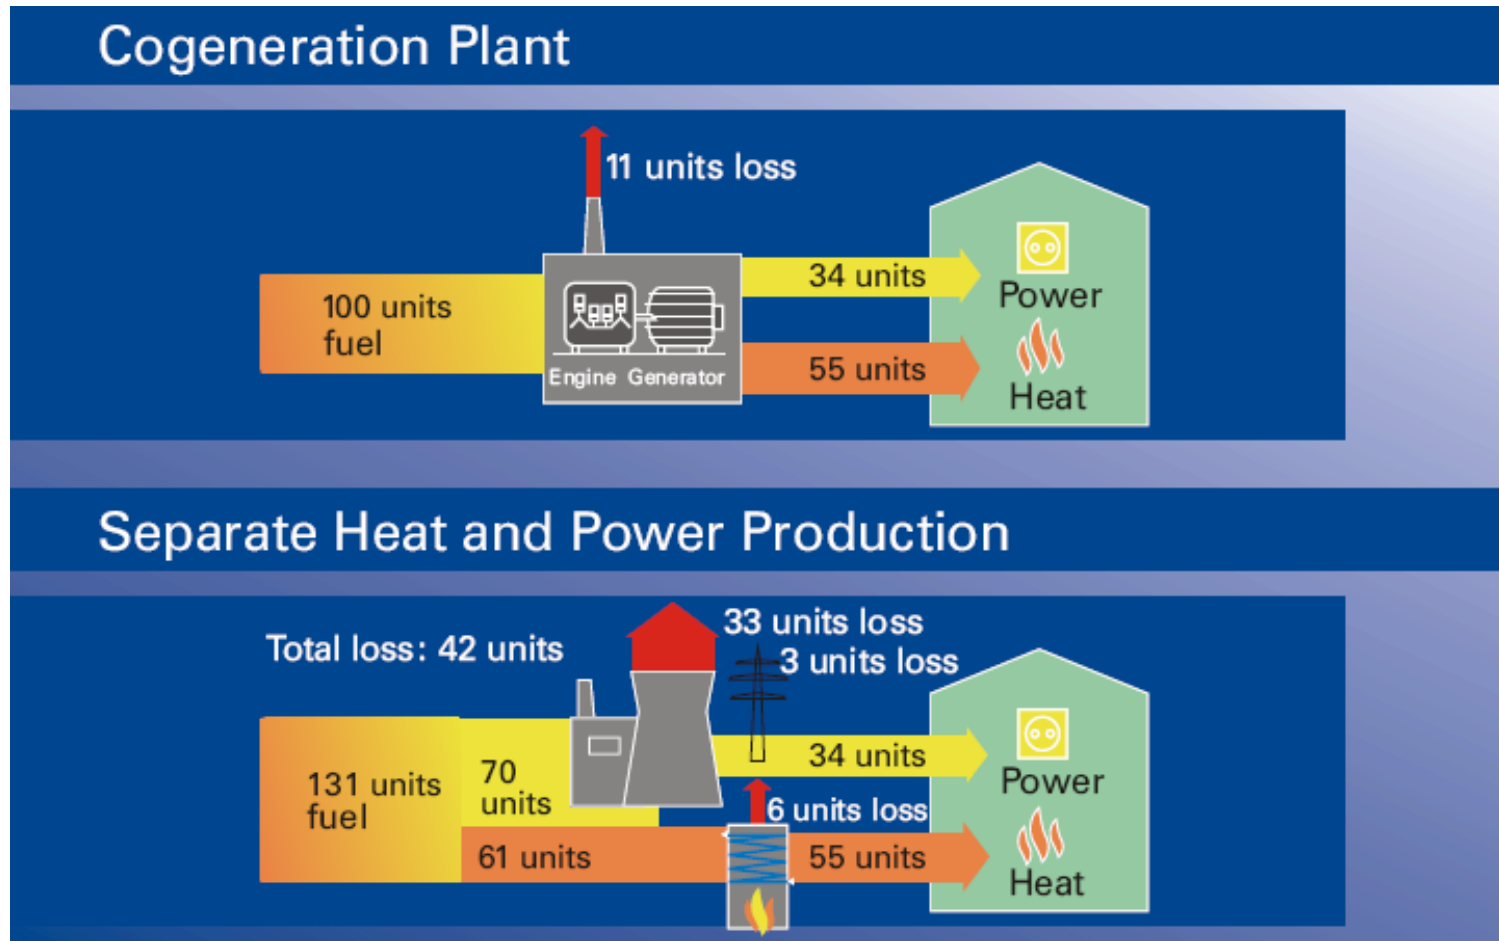 Cogeneration Plant
11 units loss
100 units
fuel
34 units
Power
55 units
Heat
Engine Generator
Separate Heat and Power Production
Total loss: 42 units
33 units loss
3 units loss
131 units
fuel
70
units
34 units
Power
6 units loss
61 units
55 units
Heat